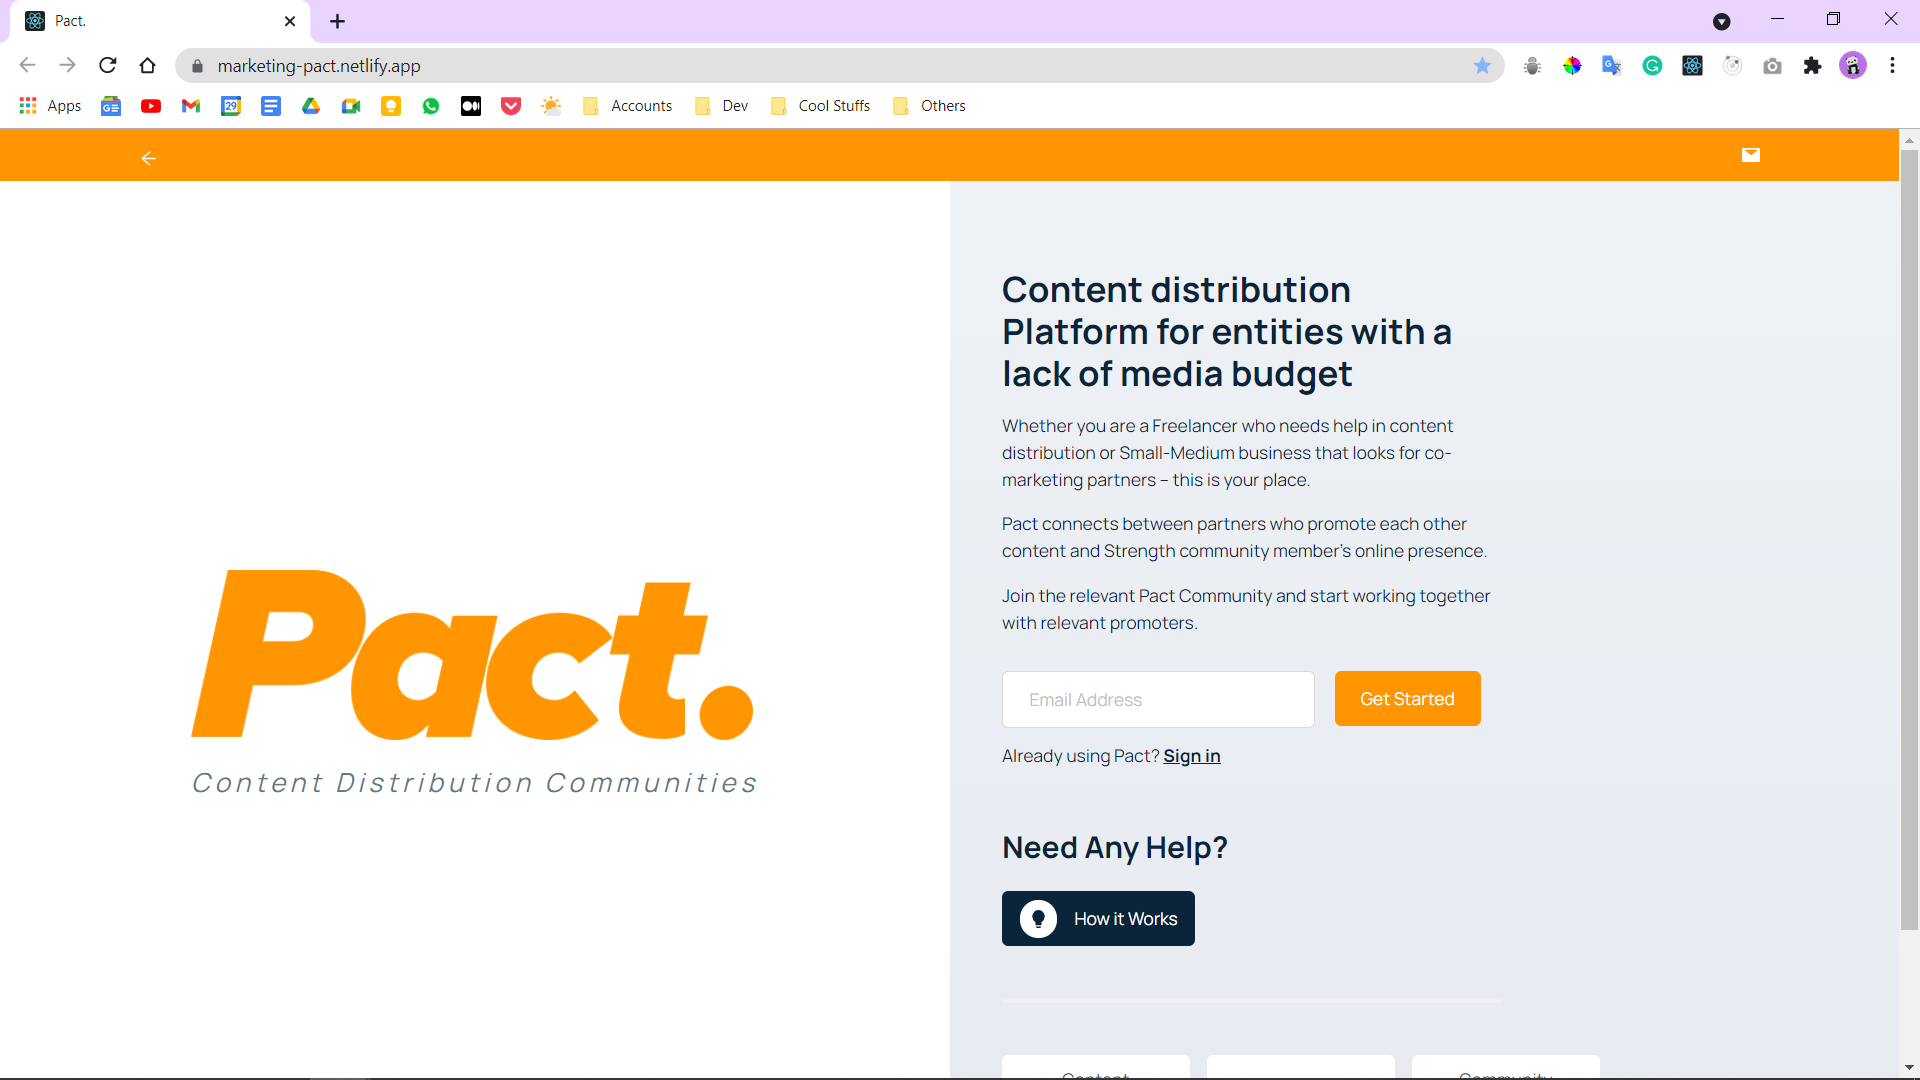 Pact.
marketing-pact.netlify.app
Apps
GE
29
Accounts
Dev
Cool Stuffs
Others
Pact.
Content Distribution Communities
Content distribution
Platform for entities with a
lack of media budget
Whether you are a Freelancer who needs help in content
distribution or Small-Medium business that looks for co-
marketing partners – this is your place.
Pact connects between partners who promote each other
content and Strength community member's online presence.
Join the relevant Pact Community and start working together
with relevant promoters.
Email Address
Get Started
Already using Pact? Sign in
Need Any Help?
How it Works
Content
Community